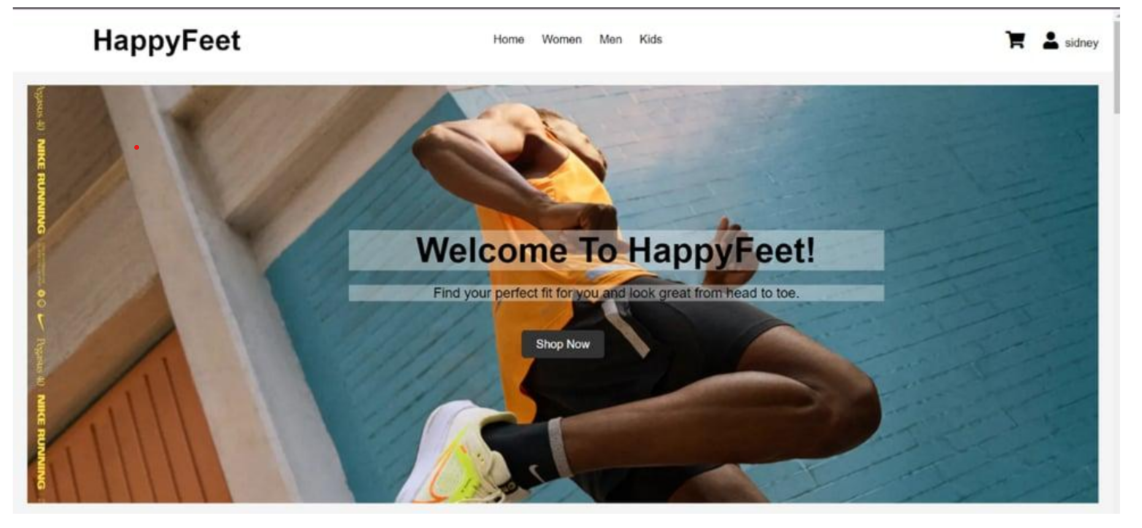 HappyFeet
Home Women Men Kids
sidney
Pegasus 40 NIKE RUNNING
Pegasus 40 NIKE RUNNING
Welcome To HappyFeet!
Find your perfect fit for you and look great from head to toe.
Shop Now